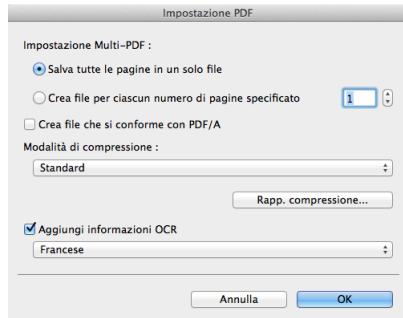 Impostazione PDF
Impostazione Multi-PDF :
Salva tutte le pagine in un solo file
Crea file per ciascun numero di pagine specificato 1
Crea file che si conforme con PDF/A
Modalità di compressione :
Standard
Rapp. compressione...
Aggiungi informazioni OCR
Francese
Annulla OK